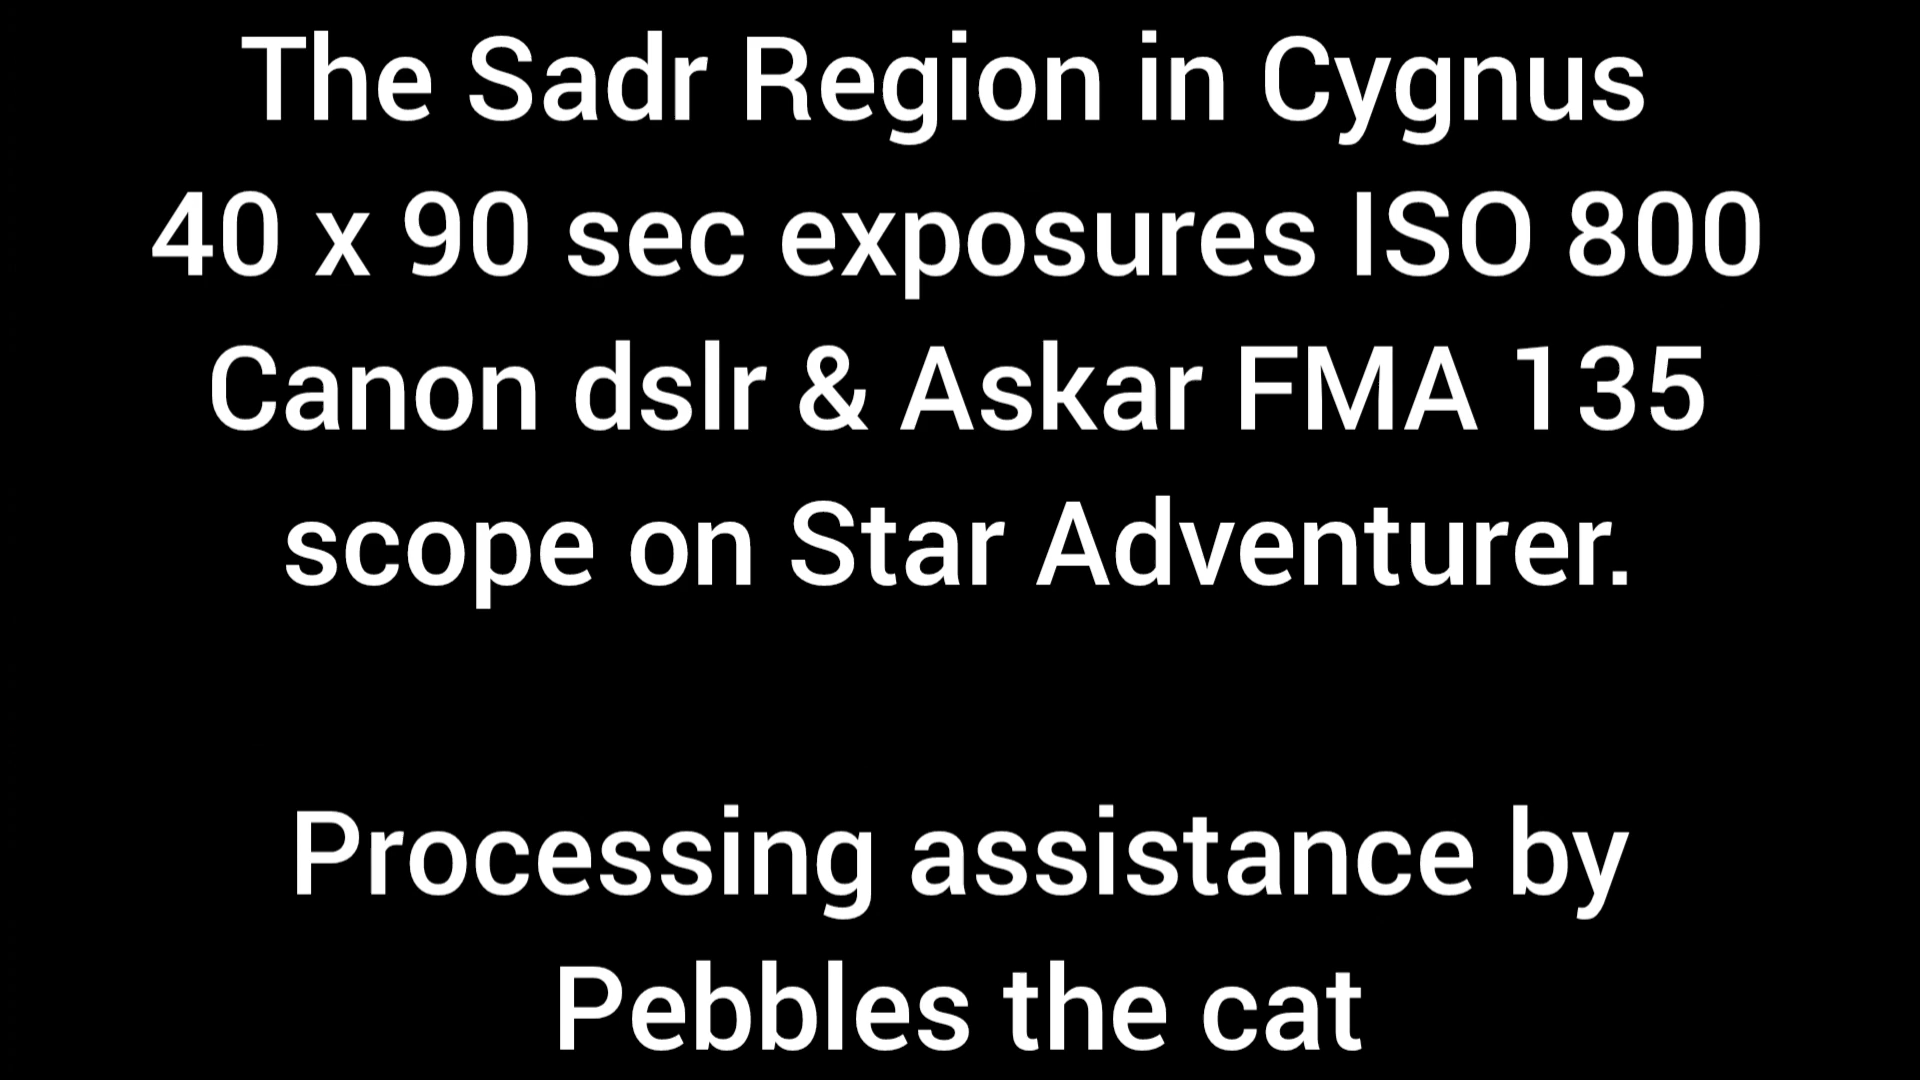 The Sadr Region in Cygnus
40 x 90 sec exposures ISO 800
Canon dslr & Askar FMA 135
scope on Star Adventurer.
Processing assistance by
Pebbles the cat